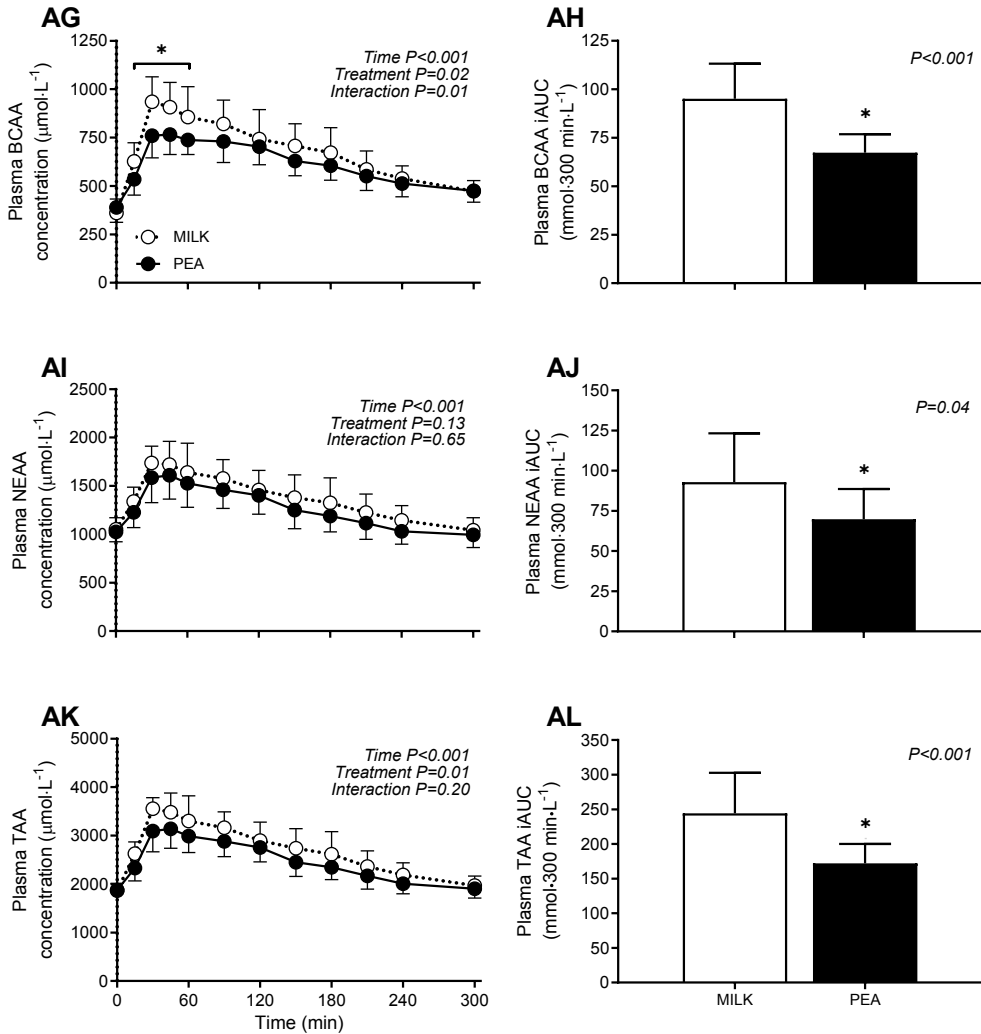 AG
Plasma BCAA
concentration (μmol·L⁻¹)
1250
1000
750
500
250
0
*
Time P<0.001
Treatment P=0.02
Interaction P=0.01
MILK
PEA
AH
Plasma BCAA iAUC
(mmol·300 min·L⁻¹)
125
100
75
50
25
0
P<0.001
*
AI
Plasma NEAA
concentration (μmol·L⁻¹)
2500
2000
1500
1000
500
0
Time P<0.001
Treatment P=0.13
Interaction P=0.65
AJ
Plasma NEAA iAUC
(mmol·300 min·L⁻¹)
150
125
100
75
50
25
0
P=0.04
*
AK
Plasma TAA
concentration (μmol·L⁻¹)
5000
4000
3000
2000
1000
0
Time P<0.001
Treatment P=0.01
Interaction P=0.20
0 60 120 180 240 300
Time (min)
AL
Plasma TAA iAUC
(mmol·300 min·L⁻¹)
350
300
250
200
150
100
50
0
P<0.001
*
MILK PEA